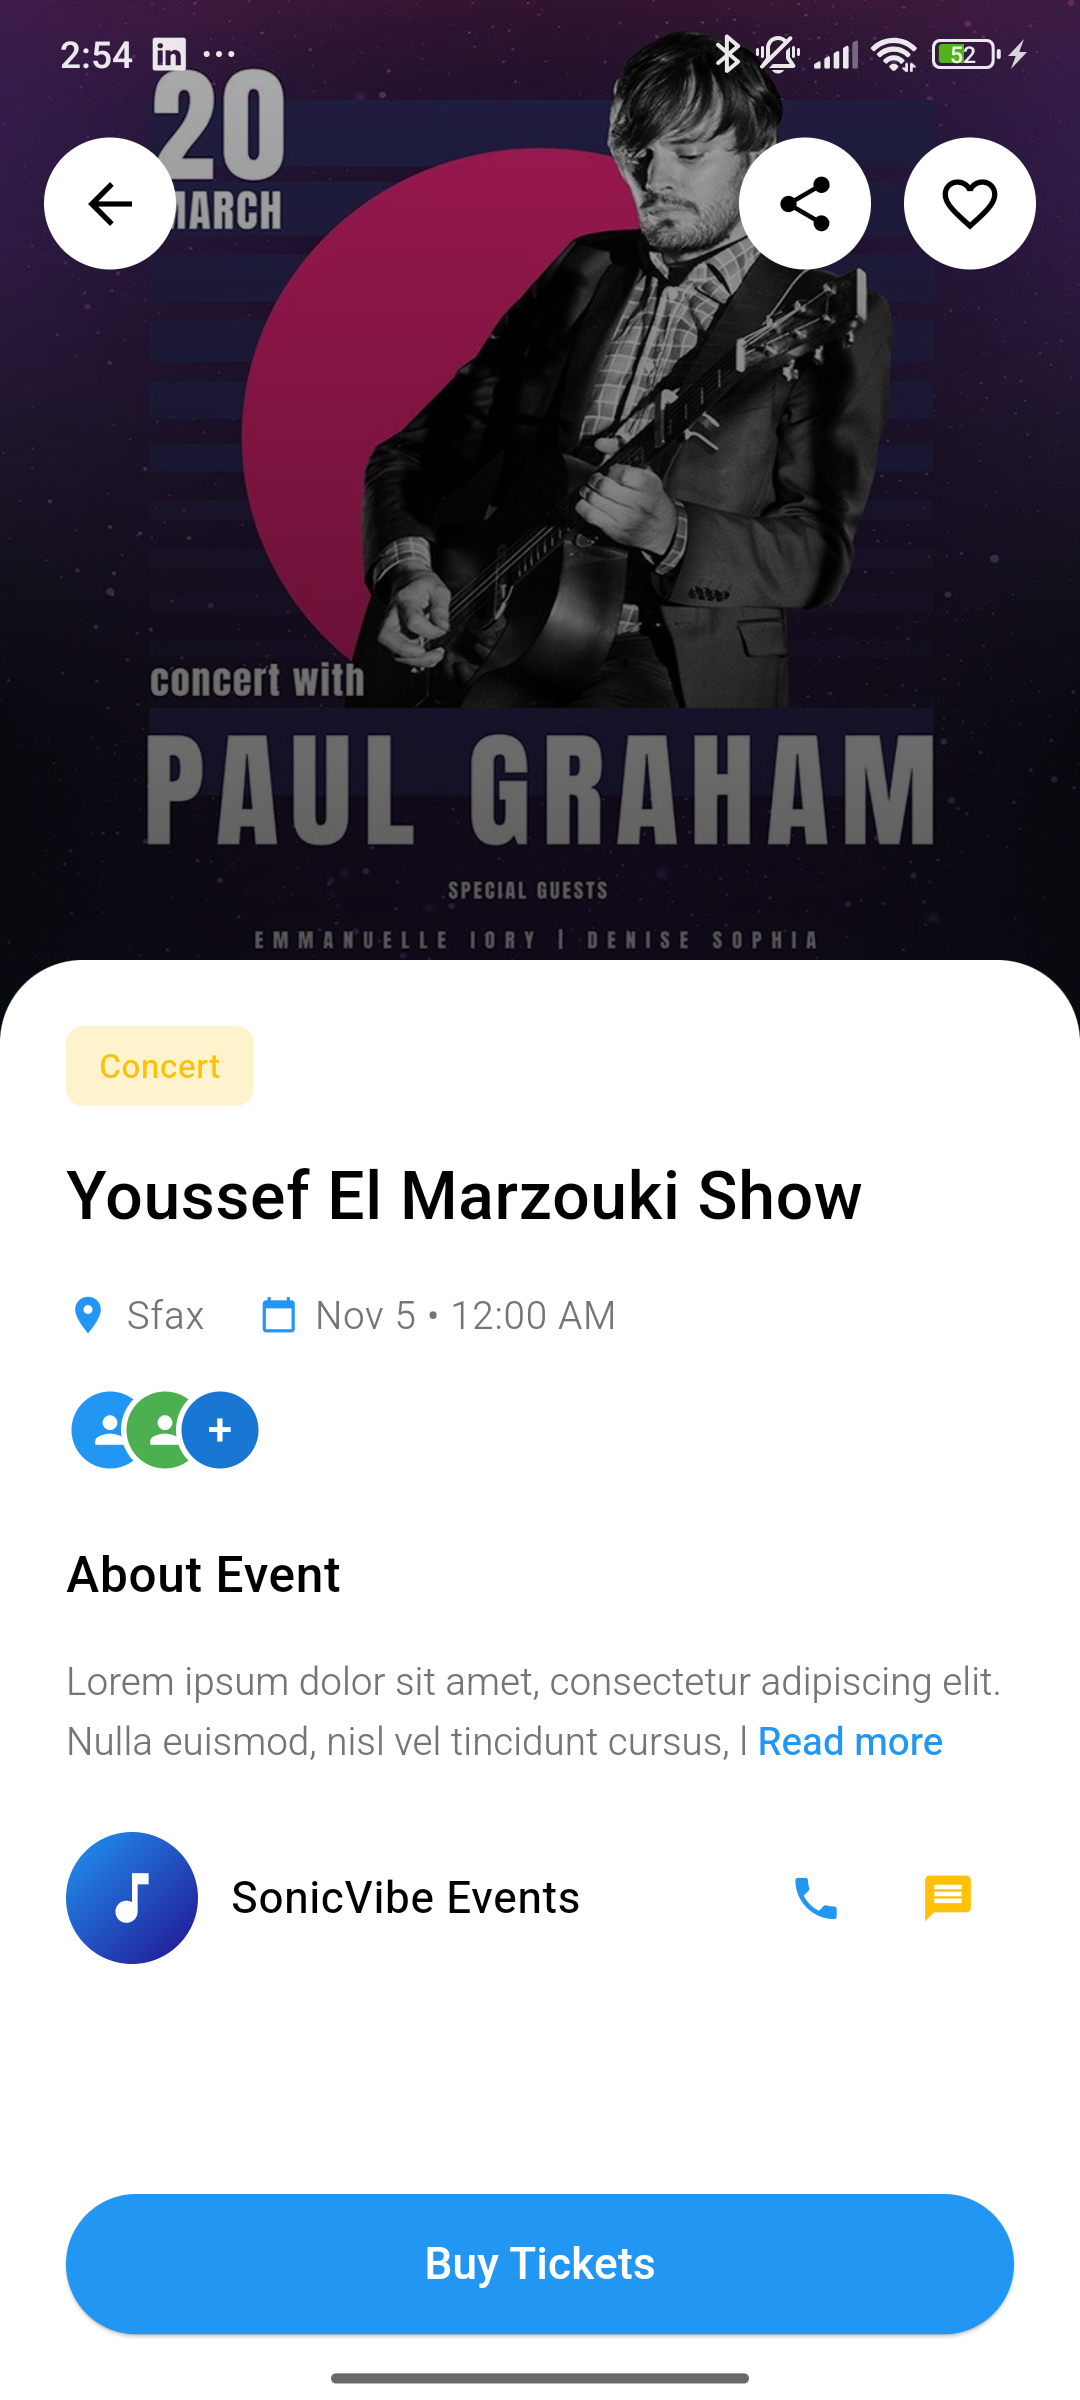 2:54
52
20
MARCH
concert with
PAUL GRAHAM
SPECIAL GUESTS
EMMANUELLE IORY | DENISE SOPHIA
Concert
Youssef El Marzouki Show
Sfax Nov 5 • 12:00 AM
About Event
Lorem ipsum dolor sit amet, consectetur adipiscing elit.
Nulla euismod, nisl vel tincidunt cursus, l Read more
SonicVibe Events
Buy Tickets